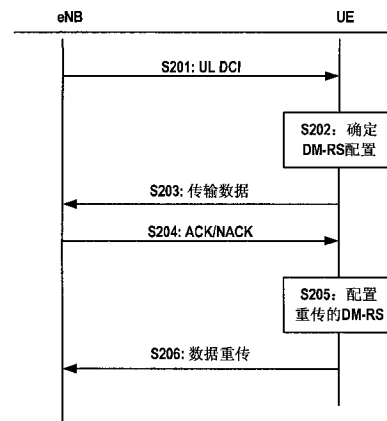 eNB
UE
S201: UL DCI
S202：确定
DM-RS配置
S203: 传输数据
S204: ACK/NACK
S205：配置
重传的DM-RS
S206: 数据重传